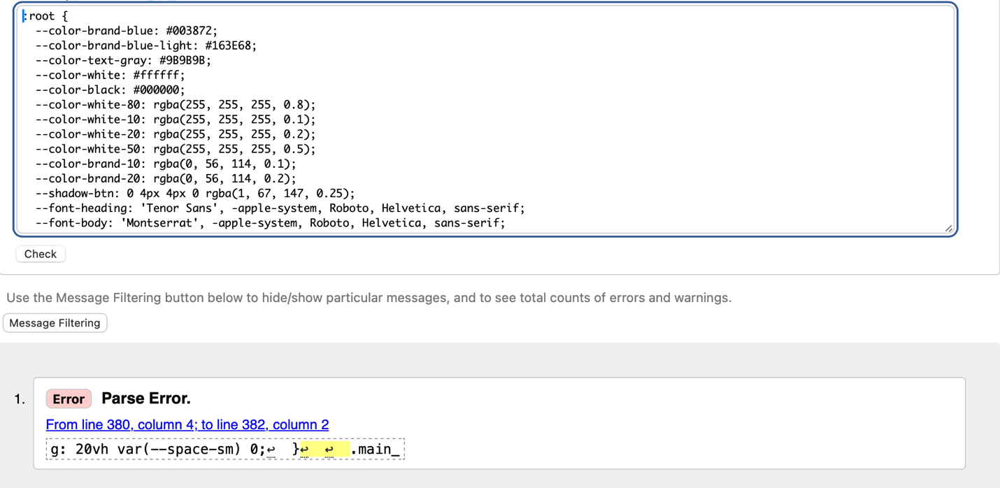 :root {
--color-brand-blue: #003872;
--color-brand-blue-light: #163E68;
--color-text-gray: #9B9B9B;
--color-white: #ffffff;
--color-black: #000000;
--color-white-80: rgba(255, 255, 255, 0.8);
--color-white-10: rgba(255, 255, 255, 0.1);
--color-white-20: rgba(255, 255, 255, 0.2);
--color-white-50: rgba(255, 255, 255, 0.5);
--color-brand-10: rgba(0, 56, 114, 0.1);
--color-brand-20: rgba(0, 56, 114, 0.2);
--shadow-btn: 0 4px 4px 0 rgba(1, 67, 147, 0.25);
--font-heading: 'Tenor Sans', -apple-system, Roboto, Helvetica, sans-serif;
--font-body: 'Montserrat', -apple-system, Roboto, Helvetica, sans-serif;
Check
Use the Message Filtering button below to hide/show particular messages, and to see total counts of errors and warnings.
Message Filtering
1. Error Parse Error.
From line 380, column 4; to line 382, column 2
g: 20vh var(--space-sm) 0;↩ }↩ ↩ .main_